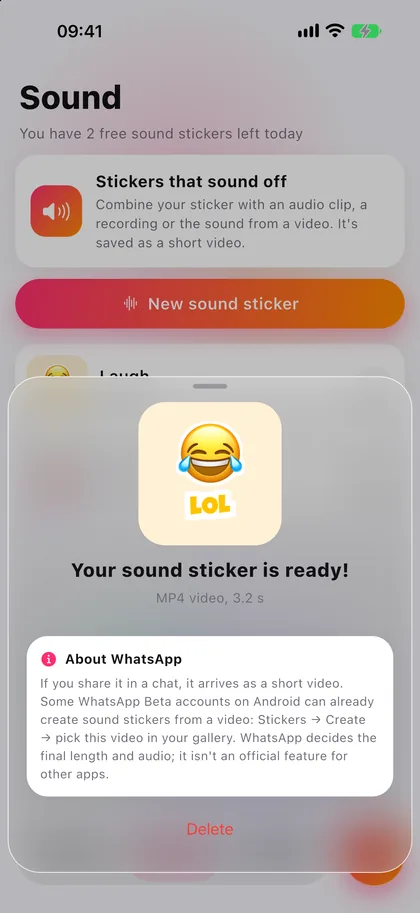 09:41
Sound
You have 2 free sound stickers left today
Stickers that sound off
Combine your sticker with an audio clip, a
recording or the sound from a video. It's
saved as a short video.
New sound sticker
Laugh
LOL
Your sound sticker is ready!
MP4 video, 3.2 s
About WhatsApp
If you share it in a chat, it arrives as a short video.
Some WhatsApp Beta accounts on Android can already
create sound stickers from a video: Stickers → Create
→ pick this video in your gallery. WhatsApp decides the
final length and audio; it isn't an official feature for
other apps.
Delete